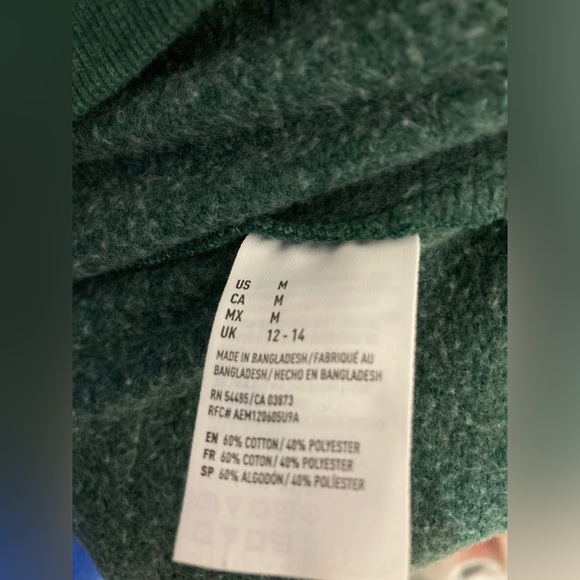 US M
CA M
MX M
UK 12 - 14
MADE IN BANGLADESH/FABRIQUÉ AU
BANGLADESH/ HECHO EN BANGLADESH
RN 54485/CA 03873
RFC# AEM120605U9A
EN 60% COTTON/ 40% POLYESTER
FR 60% COTON/ 40% POLYESTER
SP 60% ALGODÓN/ 40% POLÍESTER